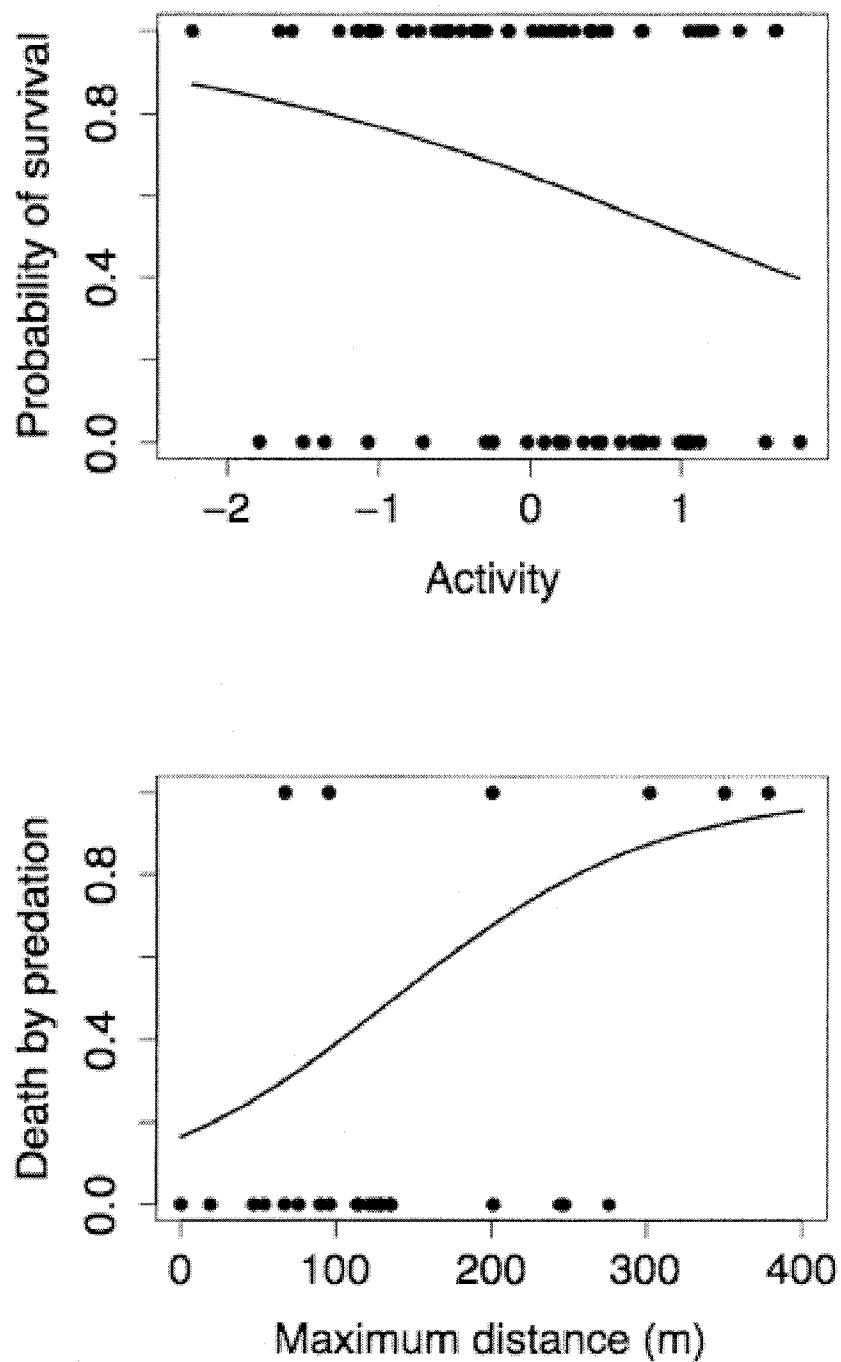 Probability of survival
0.8
0.4
0.0
−2 −1 0 1
Activity
Death by predation
0.8
0.4
0.0
0 100 200 300 400
Maximum distance (m)